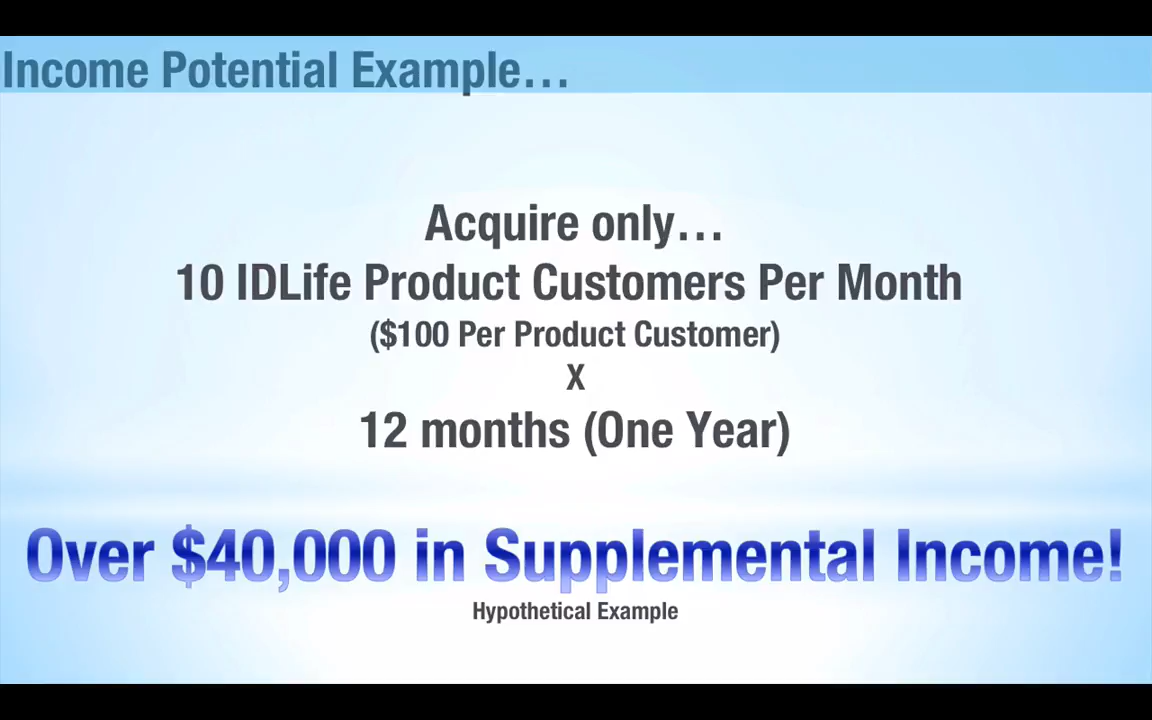 Income Potential Example…
Acquire only…
10 IDLife Product Customers Per Month
($100 Per Product Customer)
X
12 months (One Year)
Over $40,000 in Supplemental Income!
Hypothetical Example